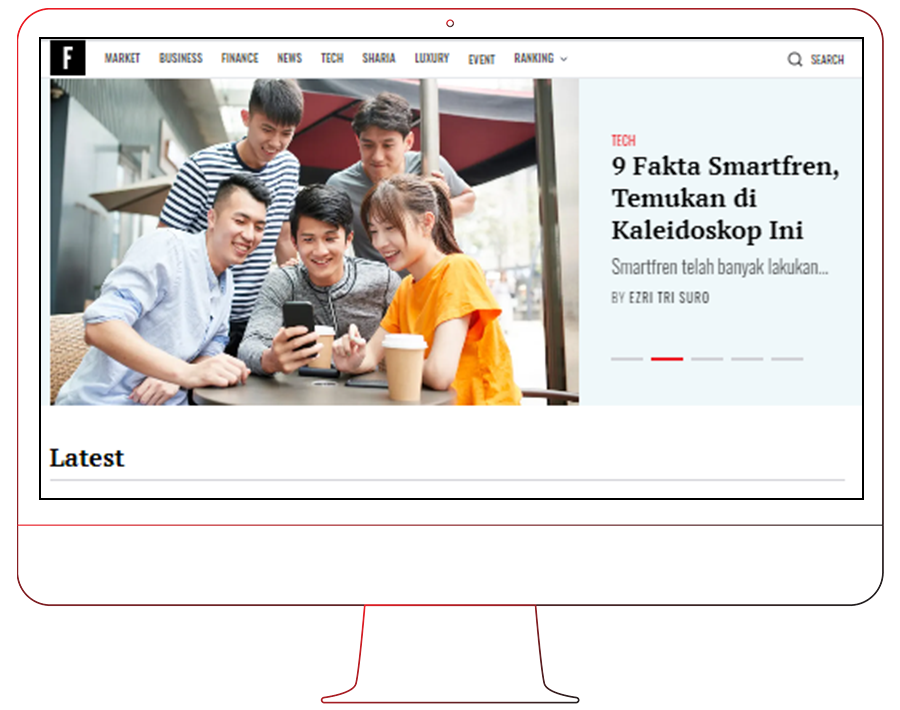 F
MARKET BUSINESS FINANCE NEWS TECH SHARIA LUXURY EVENT RANKING SEARCH
TECH
9 Fakta Smartfren,
Temukan di
Kaleidoskop Ini
Smartfren telah banyak lakukan...
BY EZRI TRI SURO
Latest